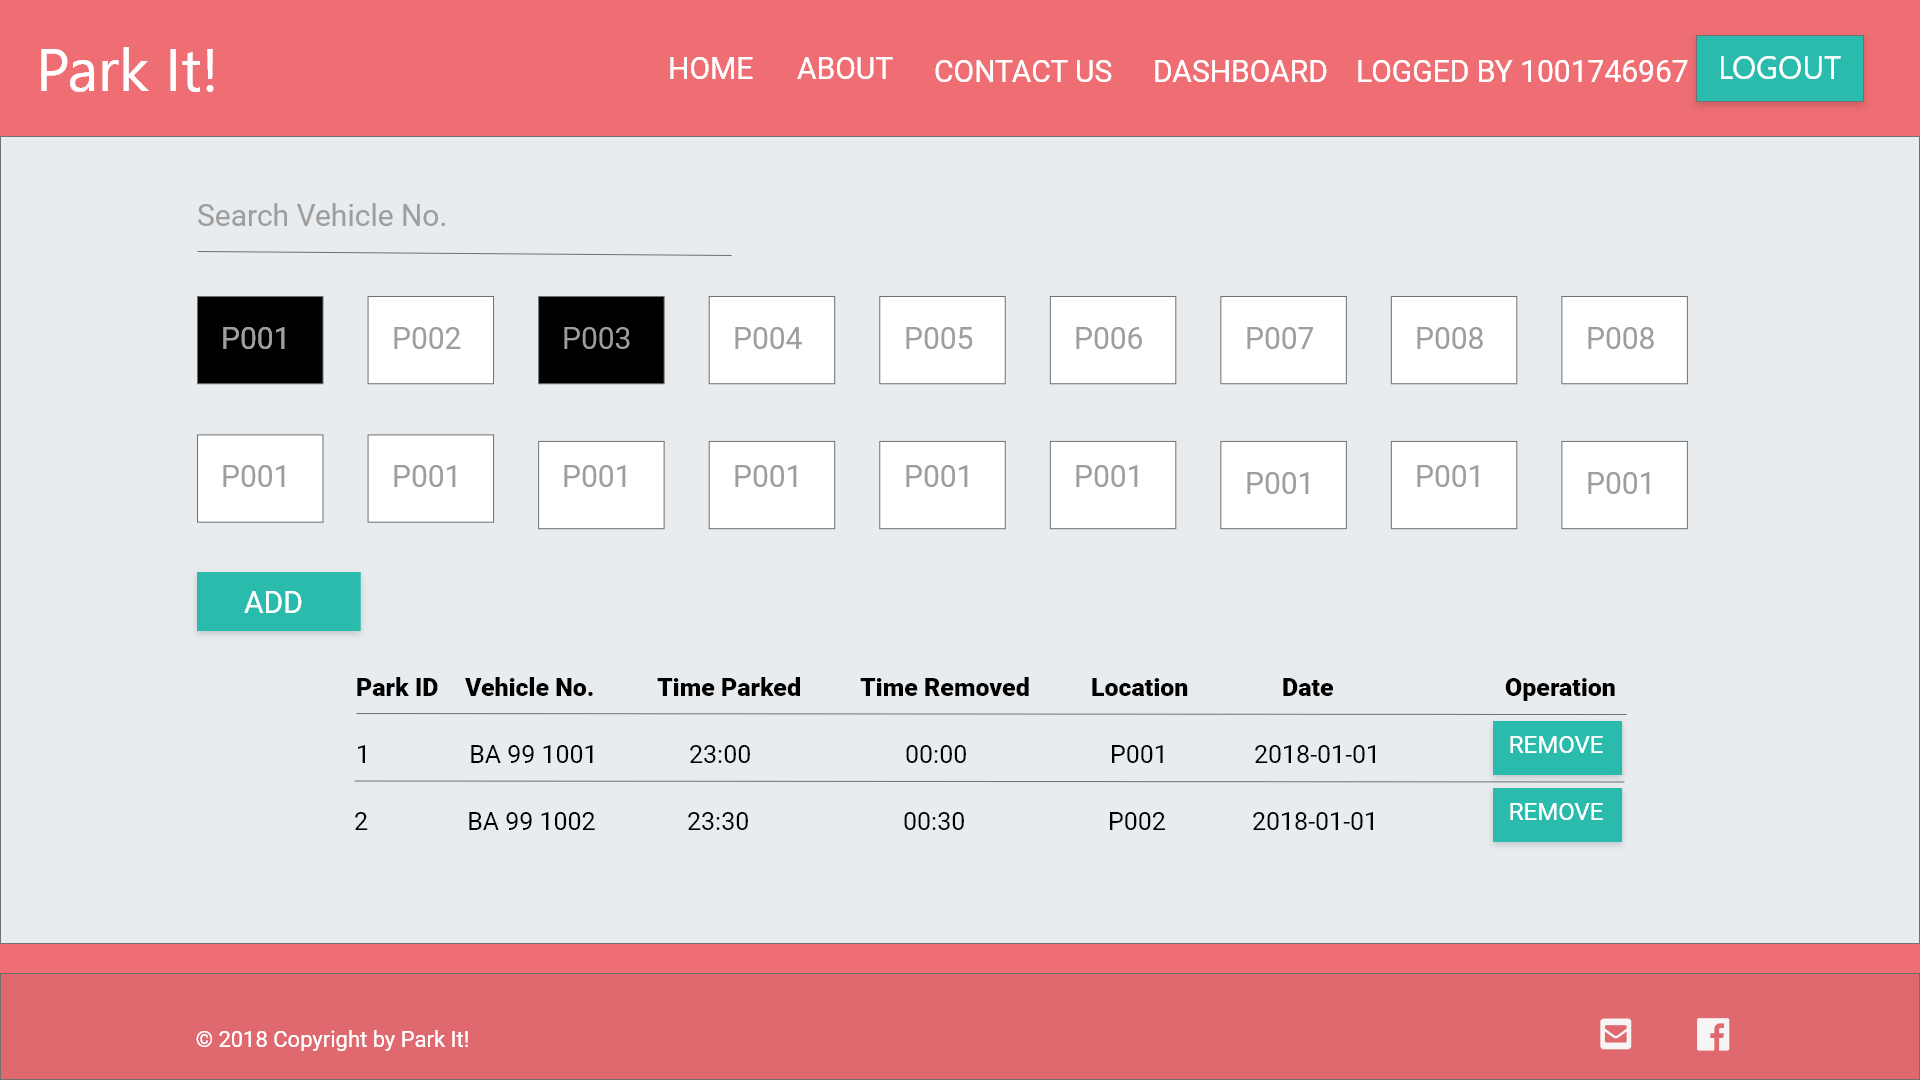 Park It! HOME ABOUT CONTACT US DASHBOARD LOGGED BY 1001746967 LOGOUT
Search Vehicle No.
P001 P002 P003 P004 P005 P006 P007 P008 P008
P001 P001 P001 P001 P001 P001 P001 P001 P001
ADD
Park ID Vehicle No. Time Parked Time Removed Location Date Operation
1 BA 99 1001 23:00 00:00 P001 2018-01-01 REMOVE
2 BA 99 1002 23:30 00:30 P002 2018-01-01 REMOVE
© 2018 Copyright by Park It!